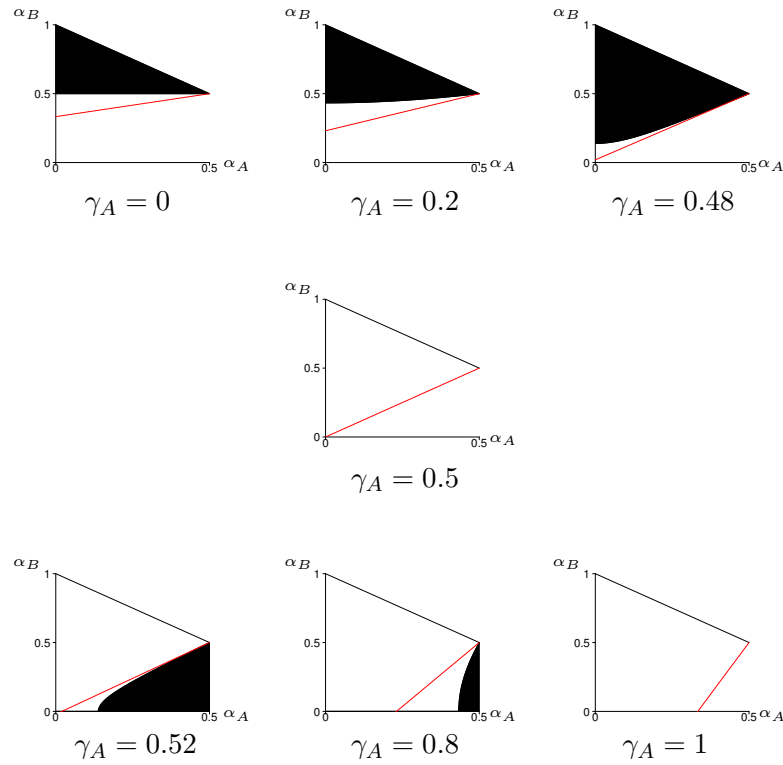 α_B α_B α_B
1 1 1
0.5 0.5 0.5
0 0 0
0 0.5 α_A 0 0.5 α_A 0 0.5 α_A
γ_A = 0 γ_A = 0.2 γ_A = 0.48
α_B
1
0.5
0
0 0.5 α_A
γ_A = 0.5
α_B α_B α_B
1 1 1
0.5 0.5 0.5
0 0 0
0 0.5 α_A 0 0.5 α_A 0 0.5 α_A
γ_A = 0.52 γ_A = 0.8 γ_A = 1